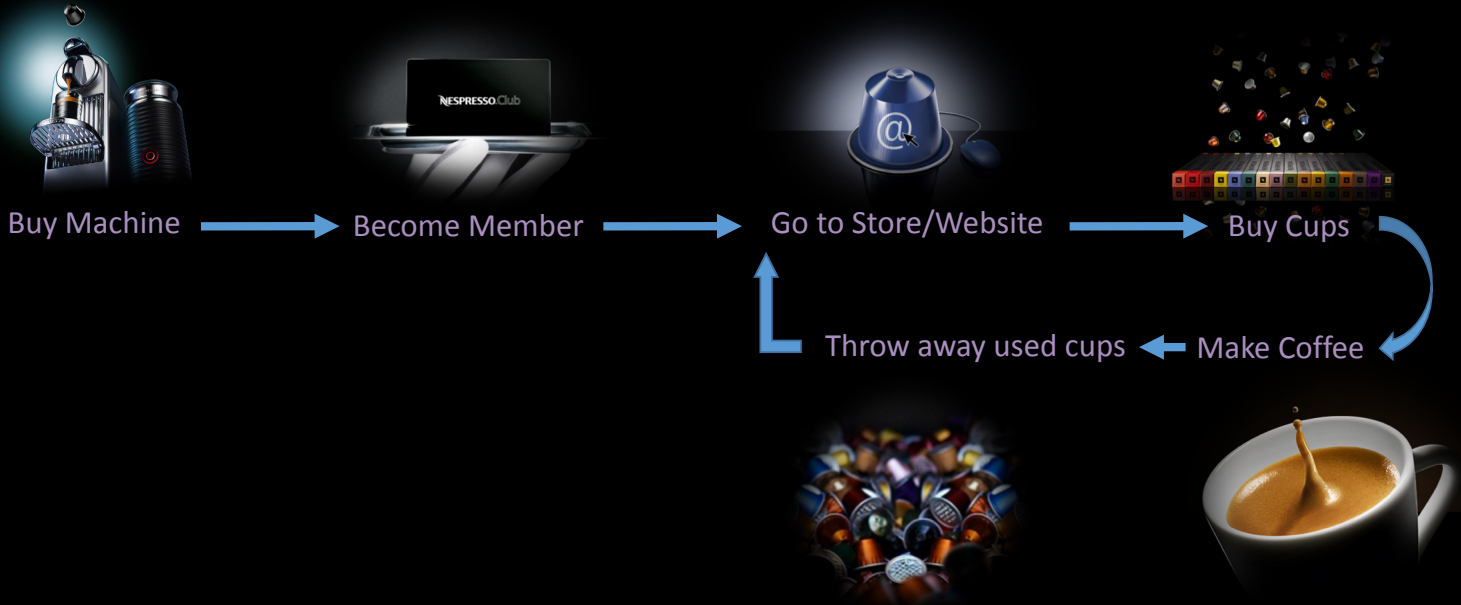 NESPRESSO.Club
@
Buy Machine
Become Member
Go to Store/Website
Buy Cups
Throw away used cups
Make Coffee